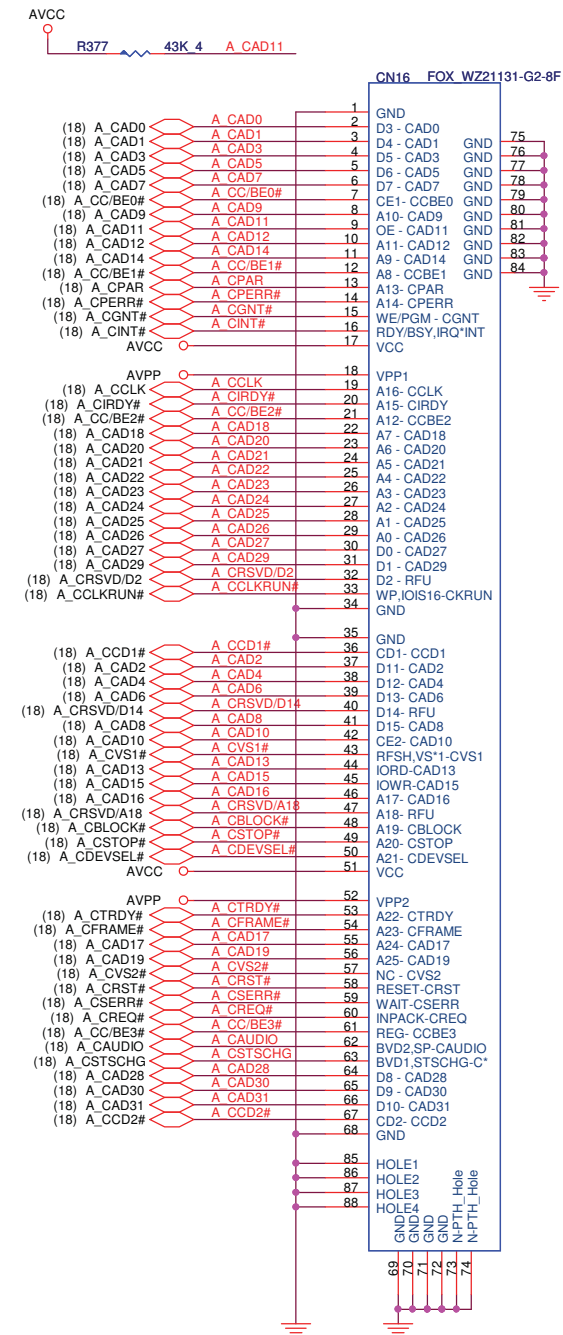 AVCC
R377 43K_4 A_CAD11
CN16 FOX_WZ21131-G2-8F
1 GND
(18) A_CAD0 A_CAD0 2 D3 - CAD0
(18) A_CAD1 A_CAD1 3 D4 - CAD1 GND 75
(18) A_CAD3 A_CAD3 4 D5 - CAD3 GND 76
(18) A_CAD5 A_CAD5 5 D6 - CAD5 GND 77
(18) A_CAD7 A_CAD7 6 D7 - CAD7 GND 78
(18) A_CC/BE0# A_CC/BE0# 7 CE1- CCBE0 GND 79
(18) A_CAD9 A_CAD9 8 A10- CAD9 GND 80
(18) A_CAD11 A_CAD11 9 OE - CAD11 GND 81
(18) A_CAD12 A_CAD12 10 A11- CAD12 GND 82
(18) A_CAD14 A_CAD14 11 A9 - CAD14 GND 83
(18) A_CC/BE1# A_CC/BE1# 12 A8 - CCBE1 GND 84
(18) A_CPAR A_CPAR 13 A13- CPAR
(18) A_CPERR# A_CPERR# 14 A14- CPERR
(18) A_CGNT# A_CGNT# 15 WE/PGM - CGNT
(18) A_CINT# A_CINT# 16 RDY/BSY,IRQ*INT
AVCC 17 VCC
AVPP 18 VPP1
(18) A_CCLK A_CCLK 19 A16- CCLK
(18) A_CIRDY# A_CIRDY# 20 A15- CIRDY
(18) A_CC/BE2# A_CC/BE2# 21 A12- CCBE2
(18) A_CAD18 A_CAD18 22 A7 - CAD18
(18) A_CAD20 A_CAD20 23 A6 - CAD20
(18) A_CAD21 A_CAD21 24 A5 - CAD21
(18) A_CAD22 A_CAD22 25 A4 - CAD22
(18) A_CAD23 A_CAD23 26 A3 - CAD23
(18) A_CAD24 A_CAD24 27 A2 - CAD24
(18) A_CAD25 A_CAD25 28 A1 - CAD25
(18) A_CAD26 A_CAD26 29 A0 - CAD26
(18) A_CAD27 A_CAD27 30 D0 - CAD27
(18) A_CAD29 A_CAD29 31 D1 - CAD29
(18) A_CRSVD/D2 A_CRSVD/D2 32 D2 - RFU
(18) A_CCLKRUN# A_CCLKRUN# 33 WP,IOIS16-CKRUN
34 GND
35 GND
(18) A_CCD1# A_CCD1# 36 CD1- CCD1
(18) A_CAD2 A_CAD2 37 D11- CAD2
(18) A_CAD4 A_CAD4 38 D12- CAD4
(18) A_CAD6 A_CAD6 39 D13- CAD6
(18) A_CRSVD/D14 A_CRSVD/D14 40 D14- RFU
(18) A_CAD8 A_CAD8 41 D15- CAD8
(18) A_CAD10 A_CAD10 42 CE2- CAD10
(18) A_CVS1# A_CVS1# 43 RFSH,VS*1-CVS1
(18) A_CAD13 A_CAD13 44 IORD-CAD13
(18) A_CAD15 A_CAD15 45 IOWR-CAD15
(18) A_CAD16 A_CAD16 46 A17- CAD16
(18) A_CRSVD/A18 A_CRSVD/A18 47 A18- RFU
(18) A_CBLOCK# A_CBLOCK# 48 A19- CBLOCK
(18) A_CSTOP# A_CSTOP# 49 A20- CSTOP
(18) A_CDEVSEL# A_CDEVSEL# 50 A21- CDEVSEL
AVCC 51 VCC
AVPP 52 VPP2
(18) A_CTRDY# A_CTRDY# 53 A22- CTRDY
(18) A_CFRAME# A_CFRAME# 54 A23- CFRAME
(18) A_CAD17 A_CAD17 55 A24- CAD17
(18) A_CAD19 A_CAD19 56 A25- CAD19
(18) A_CVS2# A_CVS2# 57 NC - CVS2
(18) A_CRST# A_CRST# 58 RESET-CRST
(18) A_CSERR# A_CSERR# 59 WAIT-CSERR
(18) A_CREQ# A_CREQ# 60 INPACK-CREQ
(18) A_CC/BE3# A_CC/BE3# 61 REG- CCBE3
(18) A_CAUDIO A_CAUDIO 62 BVD2,SP-CAUDIO
(18) A_CSTSCHG A_CSTSCHG 63 BVD1,STSCHG-C*
(18) A_CAD28 A_CAD28 64 D8 - CAD28
(18) A_CAD30 A_CAD30 65 D9 - CAD30
(18) A_CAD31 A_CAD31 66 D10- CAD31
(18) A_CCD2# A_CCD2# 67 CD2- CCD2
68 GND
85 HOLE1
86 HOLE2
87 HOLE3
88 HOLE4
GND GND GND GND N-PTH_Hole N-PTH_Hole
69 70 71 72 73 74